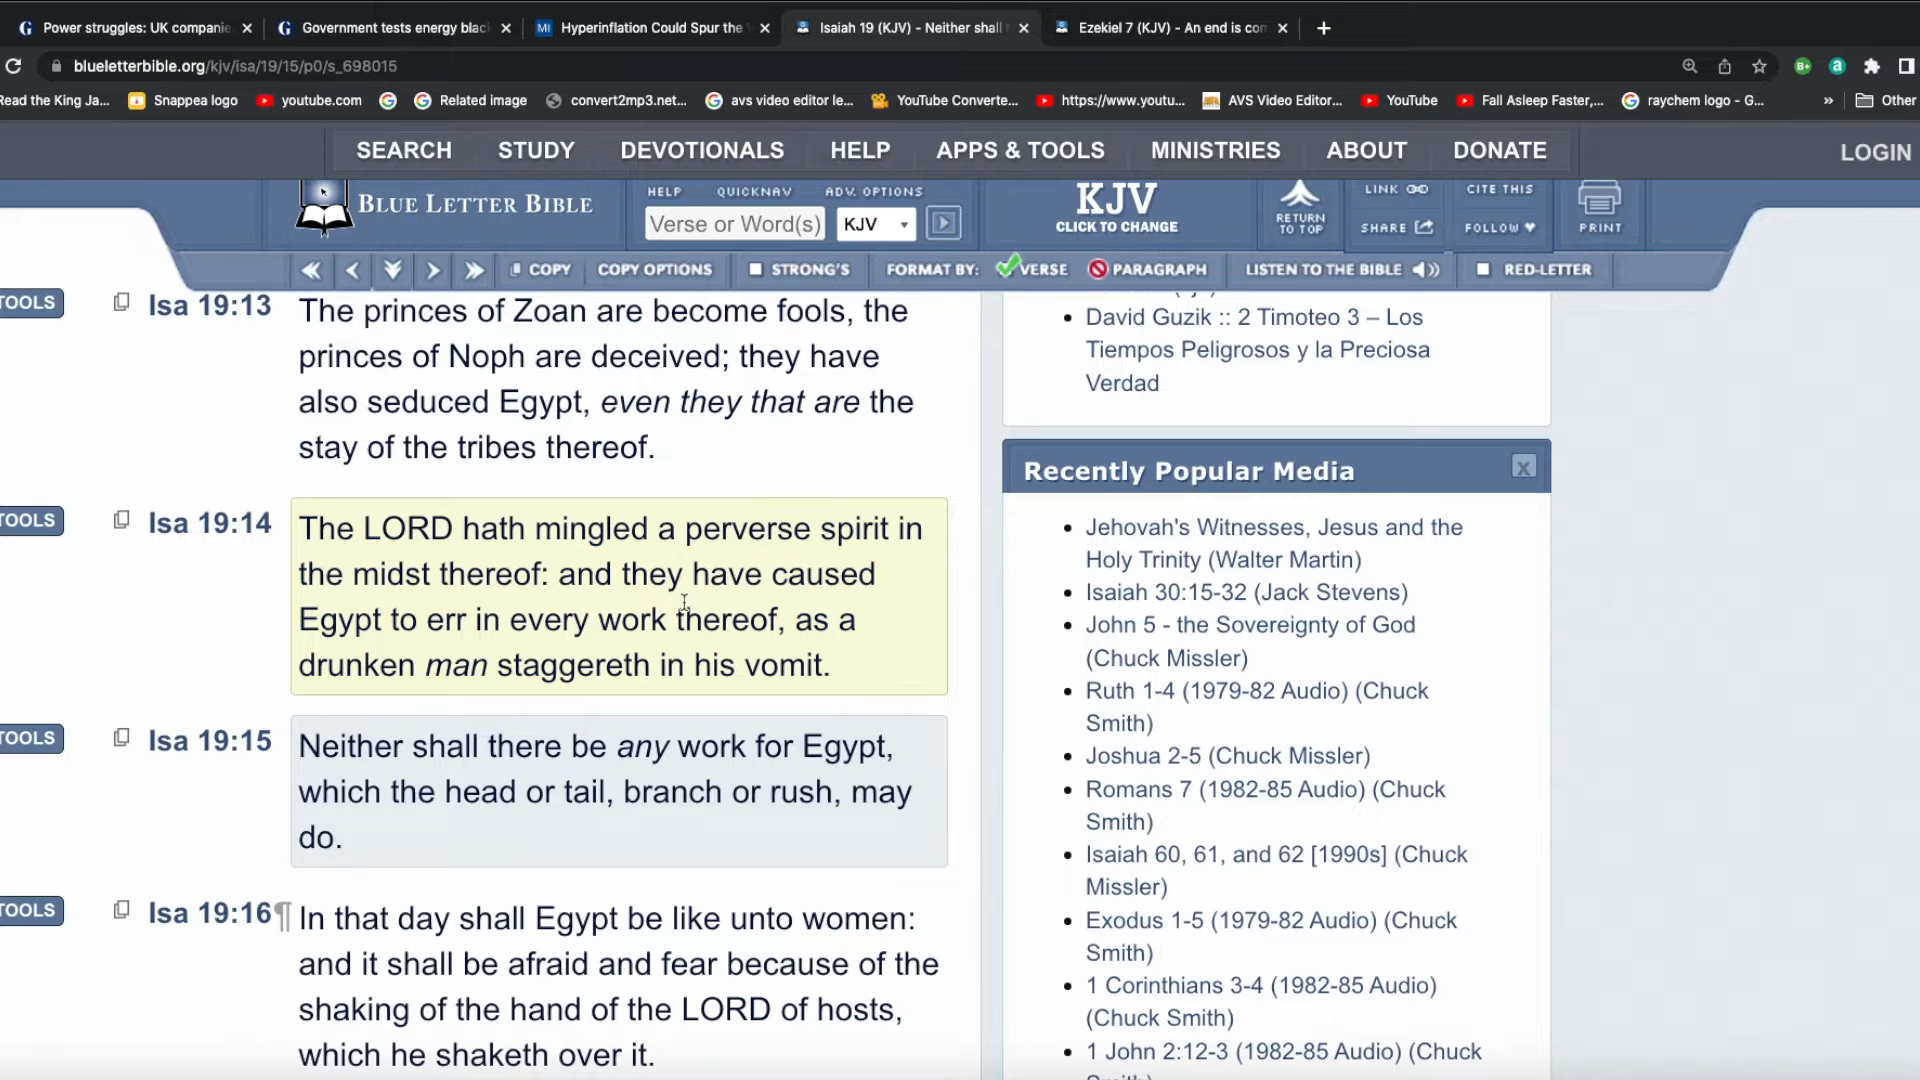 Power struggles: UK companie
Government tests energy blac
Hyperinflation Could Spur the
Isaiah 19 (KJV) - Neither shall
Ezekiel 7 (KJV) - An end is con
blueletterbible.org/kjv/isa/19/15/p0/s_698015
Read the King Ja...
Snappea logo
youtube.com
Related image
convert2mp3.net...
avs video editor le...
YouTube Converte...
https://www.youtu...
AVS Video Editor...
YouTube
Fall Asleep Faster,...
raychem logo - G...
»
Other
SEARCH STUDY DEVOTIONALS HELP APPS & TOOLS MINISTRIES ABOUT DONATE LOGIN
BLUE LETTER BIBLE
HELP QUICKNAV ADV. OPTIONS
Verse or Word(s) KJV
KJV
CLICK TO CHANGE
RETURN
TO TOP
LINK
SHARE
CITE THIS
FOLLOW
PRINT
COPY COPY OPTIONS STRONG'S FORMAT BY: VERSE PARAGRAPH LISTEN TO THE BIBLE RED-LETTER
TOOLS
Isa 19:13
The princes of Zoan are become fools, the
princes of Noph are deceived; they have
also seduced Egypt, even they that are the
stay of the tribes thereof.
TOOLS
Isa 19:14
The LORD hath mingled a perverse spirit in
the midst thereof: and they have caused
Egypt to err in every work thereof, as a
drunken man staggereth in his vomit.
TOOLS
Isa 19:15
Neither shall there be any work for Egypt,
which the head or tail, branch or rush, may
do.
TOOLS
Isa 19:16¶
In that day shall Egypt be like unto women:
and it shall be afraid and fear because of the
shaking of the hand of the LORD of hosts,
which he shaketh over it.
David Guzik :: 2 Timoteo 3 – Los
Tiempos Peligrosos y la Preciosa
Verdad
Recently Popular Media
x
Jehovah's Witnesses, Jesus and the
Holy Trinity (Walter Martin)
Isaiah 30:15-32 (Jack Stevens)
John 5 - the Sovereignty of God
(Chuck Missler)
Ruth 1-4 (1979-82 Audio) (Chuck
Smith)
Joshua 2-5 (Chuck Missler)
Romans 7 (1982-85 Audio) (Chuck
Smith)
Isaiah 60, 61, and 62 [1990s] (Chuck
Missler)
Exodus 1-5 (1979-82 Audio) (Chuck
Smith)
1 Corinthians 3-4 (1982-85 Audio)
(Chuck Smith)
1 John 2:12-3 (1982-85 Audio) (Chuck